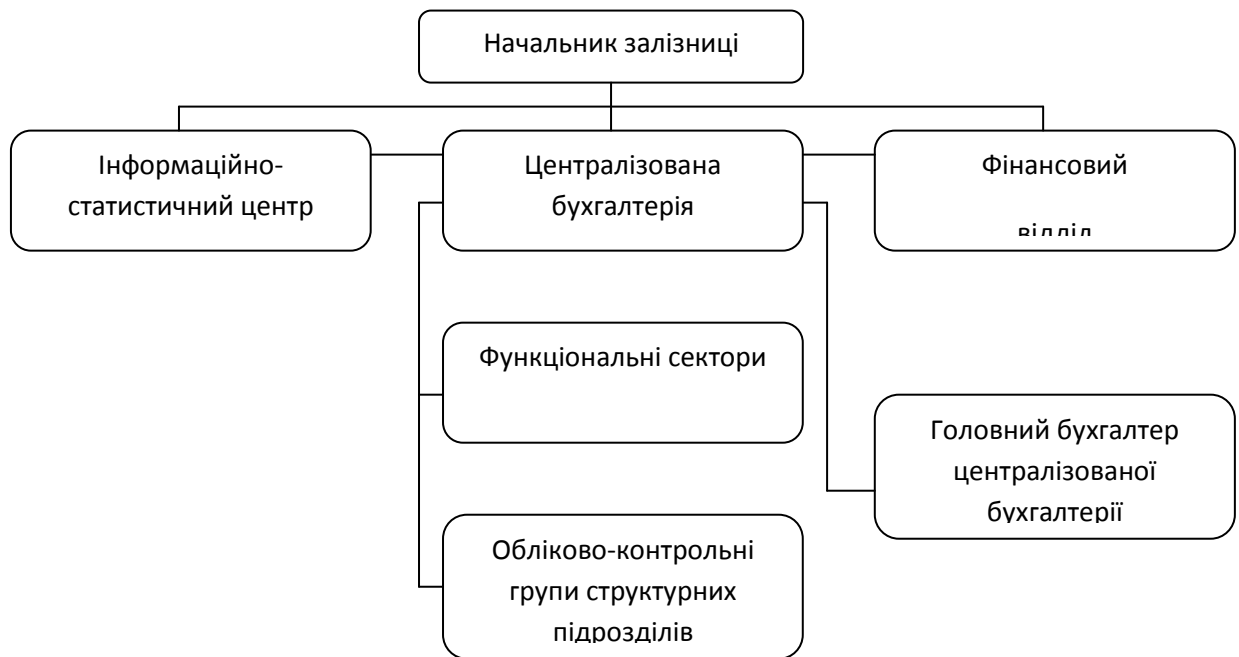 Начальник залізниці
Інформаційно-
статистичний центр
Централізована
бухгалтерія
Фінансовий
відділ
Функціональні сектори
Головний бухгалтер
централізованої
бухгалтерії
Обліково-контрольні
групи структурних
підрозділів